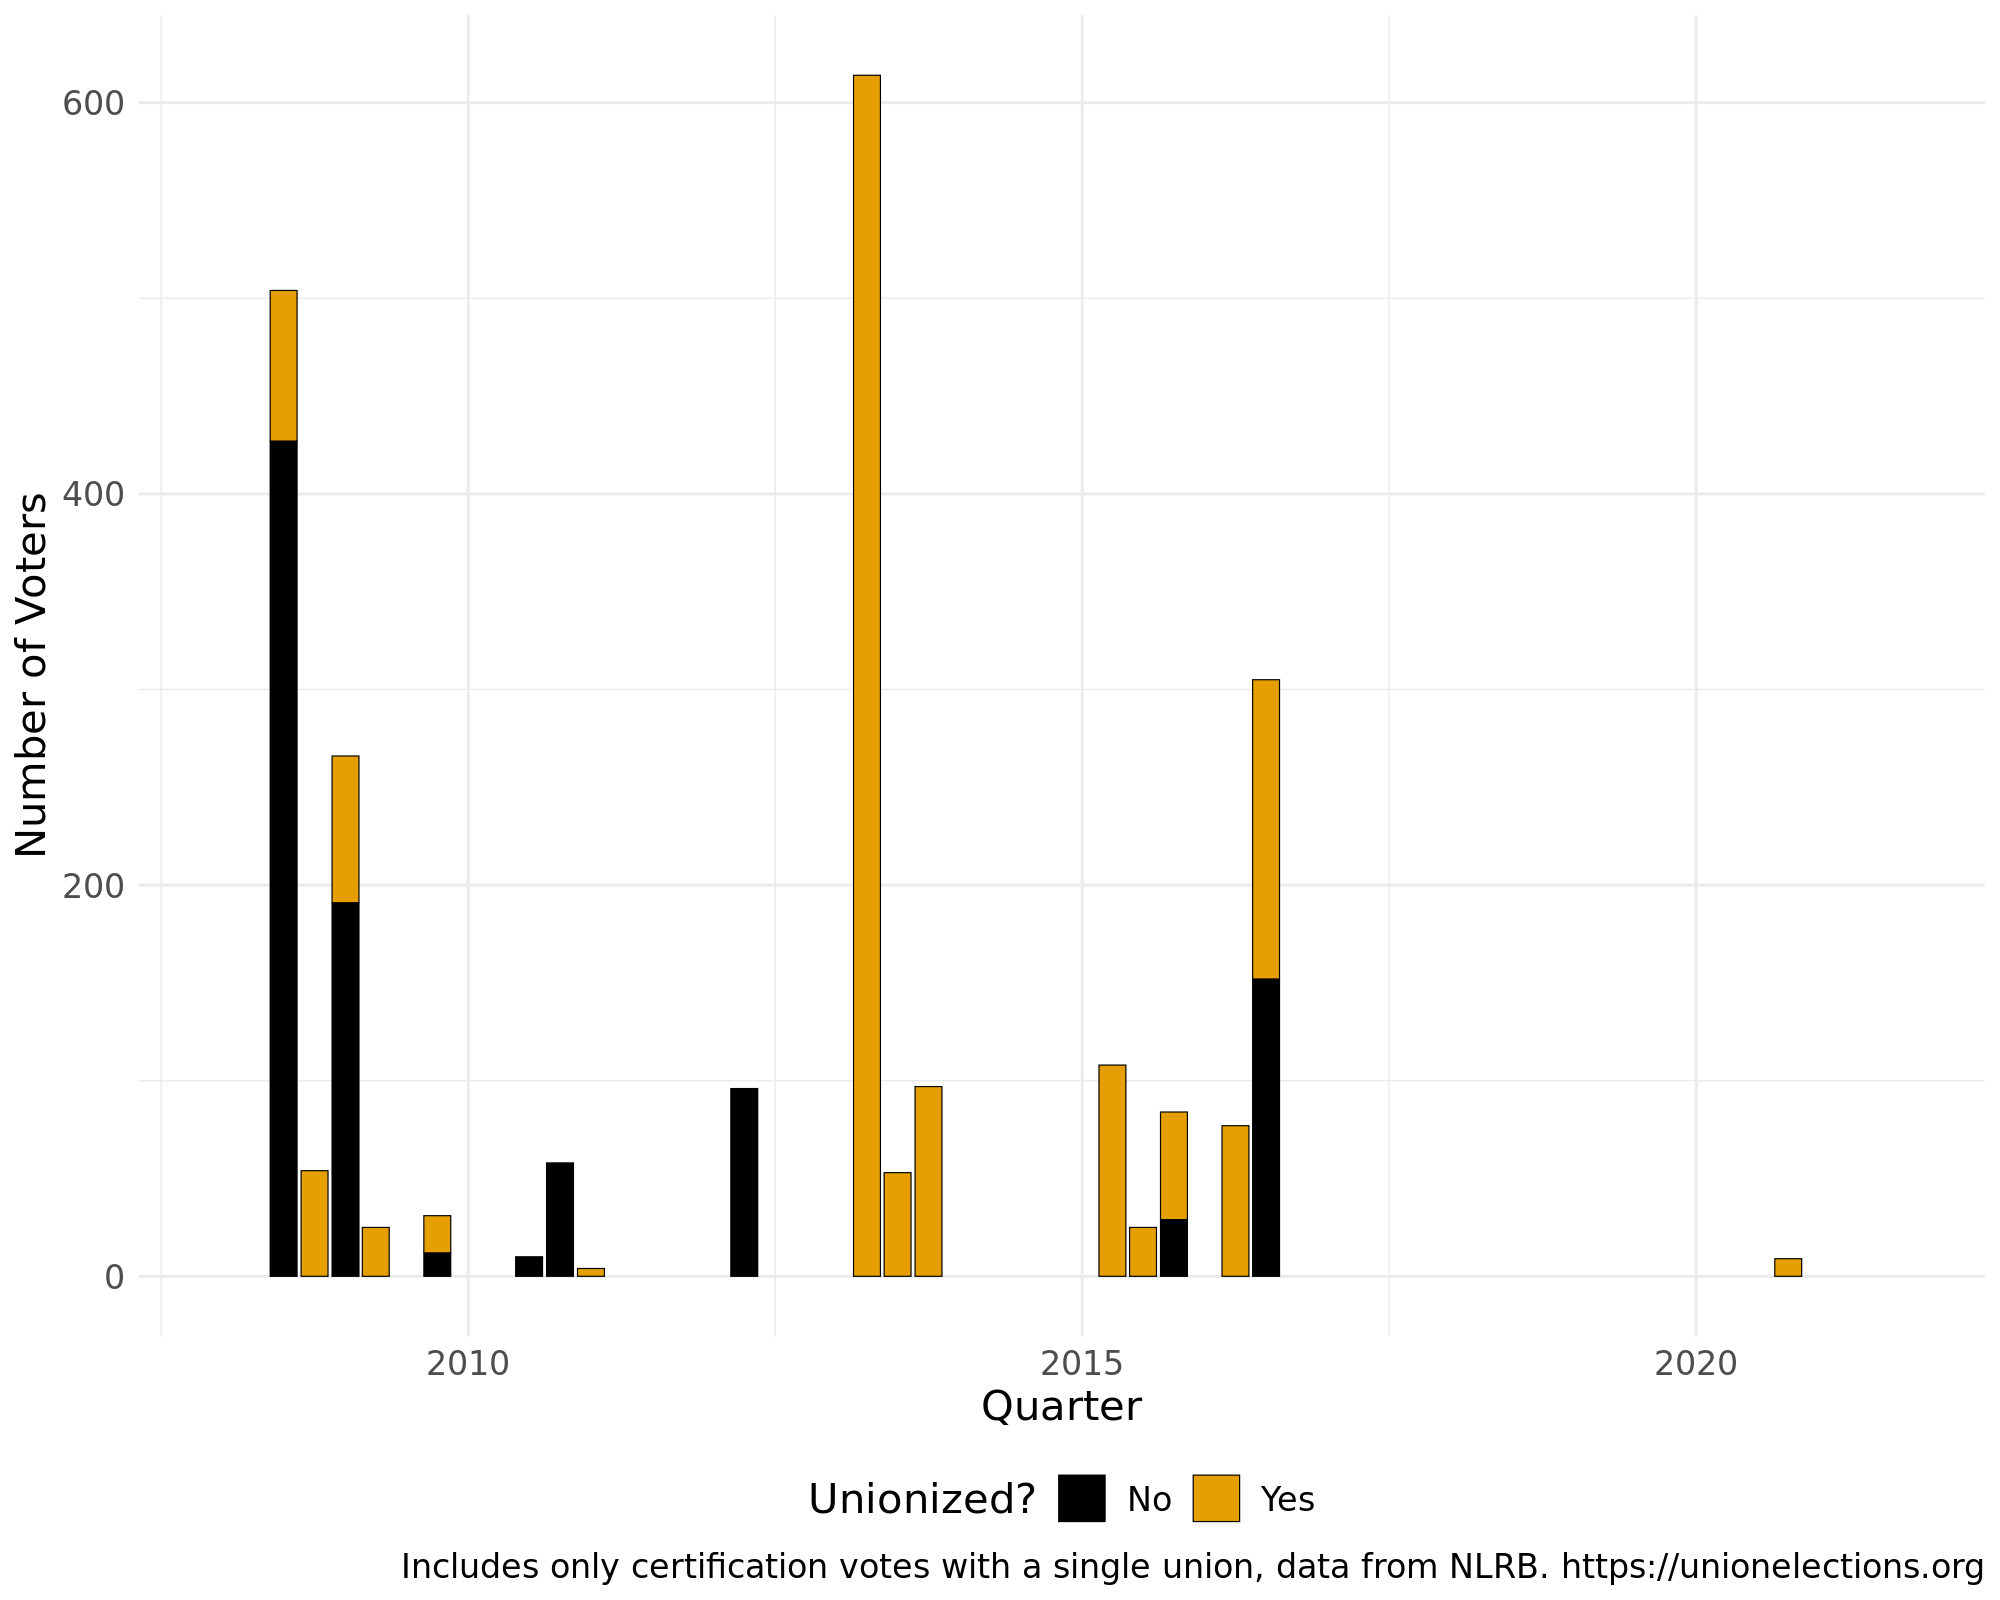 600
400
200
0
Number of Voters
2010 2015 2020
Quarter
Unionized? No Yes
Includes only certification votes with a single union, data from NLRB. https://unionelections.org